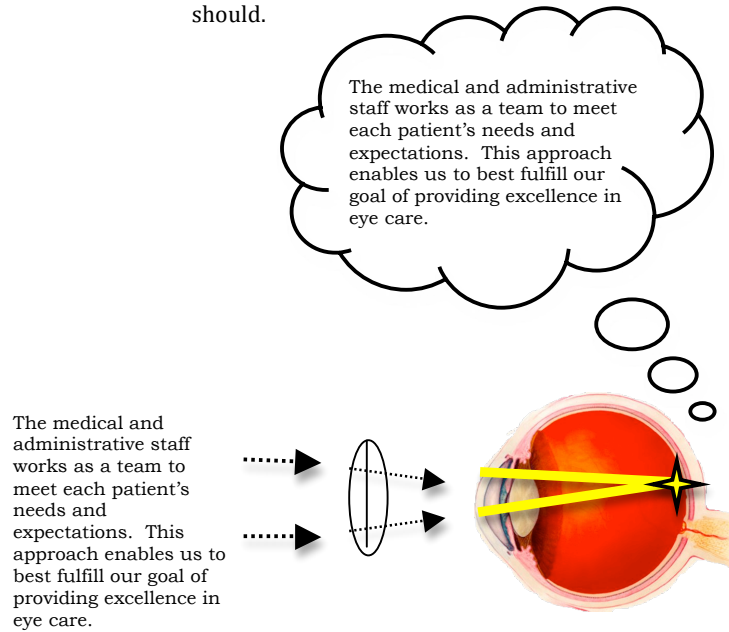 should.
The medical and administrative
staff works as a team to meet
each patient’s needs and
expectations.  This approach
enables us to best fulfill our
goal of providing excellence in
eye care.
The medical and
administrative staff
works as a team to
meet each patient’s
needs and
expectations.  This
approach enables us to
best fulfill our goal of
providing excellence in
eye care.